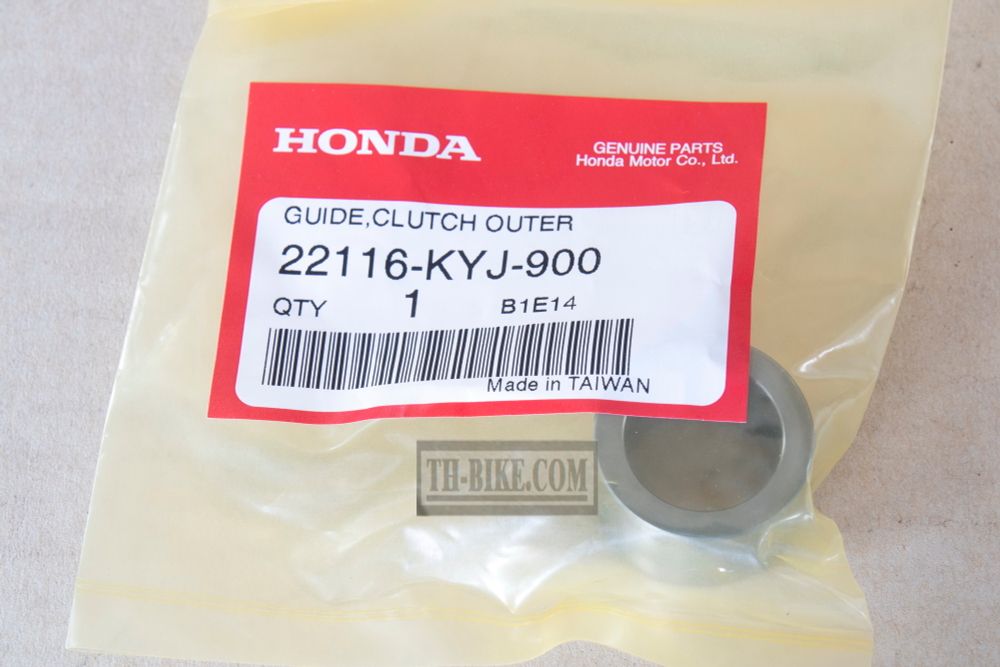 HONDA
GENUINE PARTS
Honda Motor Co., Ltd.
GUIDE,CLUTCH OUTER
22116-KYJ-900
QTY 1 B1E14
Made in TAIWAN
TH-BIKE.COM